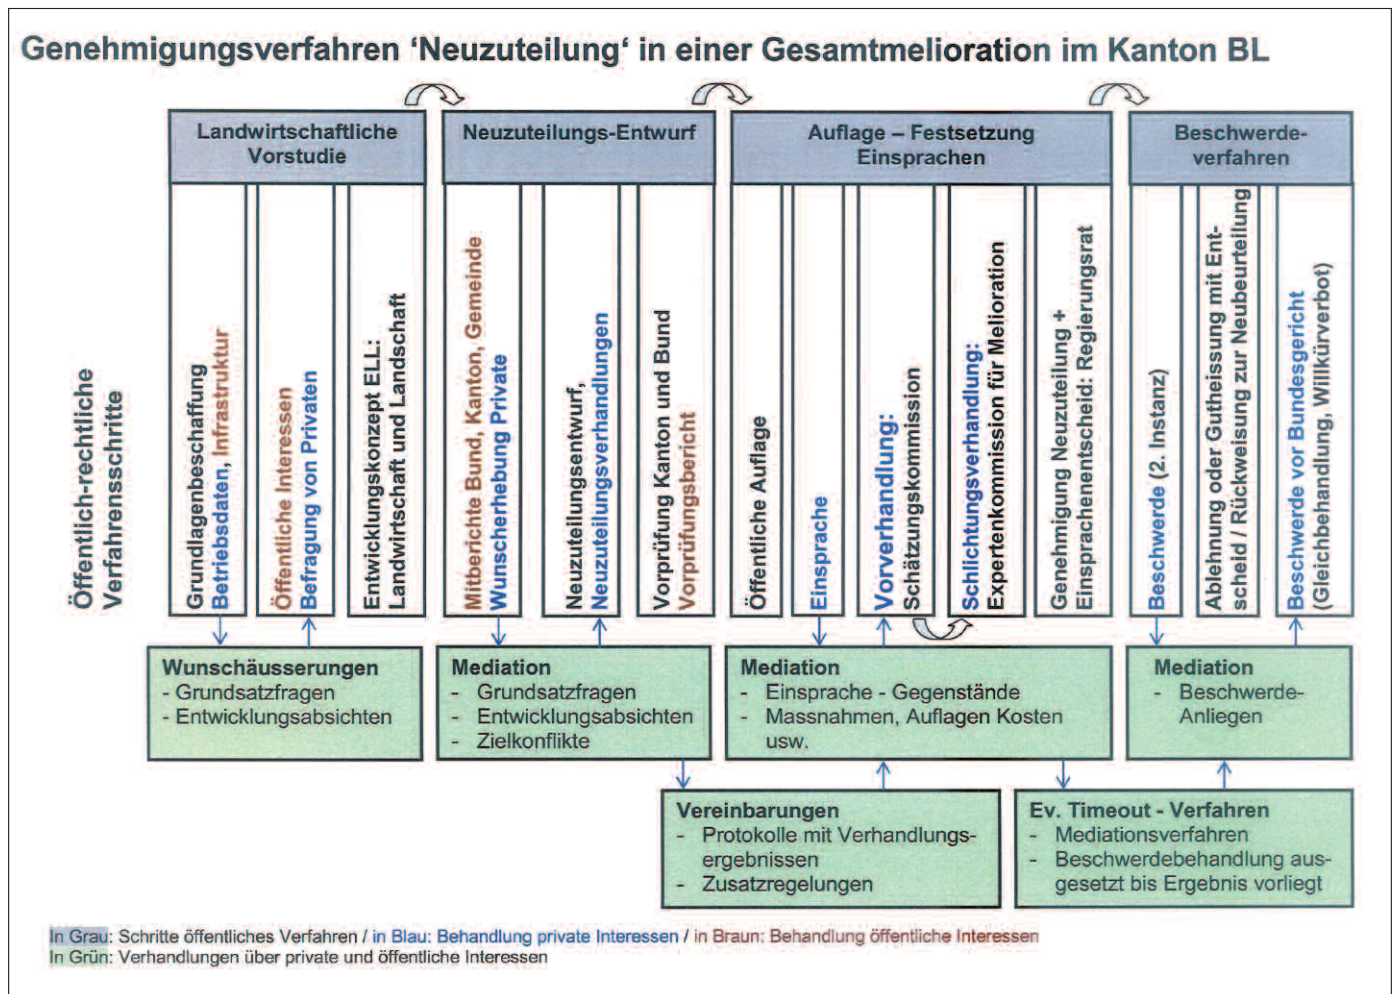 Genehmigungsverfahren ‘Neuzuteilung‘ in einer Gesamtmelioration im Kanton BL
Landwirtschaftliche
Vorstudie
Neuzuteilungs-Entwurf
Auflage – Festsetzung
Einsprachen
Beschwerde-
verfahren
Öffentlich-rechtliche
Verfahrensschritte
Grundlagenbeschaffung
Betriebsdaten, Infrastruktur
Öffentliche Interessen
Befragung von Privaten
Entwicklungskonzept ELL:
Landwirtschaft und Landschaft
Mitberichte Bund, Kanton, Gemeinde
Wunscherhebung Private
Neuzuteilungsentwurf,
Neuzuteilungsverhandlungen
Vorprüfung Kanton und Bund
Vorprüfungsbericht
Öffentliche Auflage
Einsprache
Vorverhandlung:
Schätzungskommission
Schlichtungsverhandlung:
Expertenkommission für Melioration
Genehmigung Neuzuteilung +
Einsprachenentscheid: Regierungsrat
Beschwerde (2. Instanz)
Ablehnung oder Gutheissung mit Ent-
scheid / Rückweisung zur Neubeurteilung
Beschwerde vor Bundesgericht
(Gleichbehandlung, Willkürverbot)
Wunschäusserungen
- Grundsatzfragen
- Entwicklungsabsichten
Mediation
- Grundsatzfragen
- Entwicklungsabsichten
- Zielkonflikte
Mediation
- Einsprache - Gegenstände
- Massnahmen, Auflagen Kosten
usw.
Mediation
- Beschwerde-
Anliegen
Vereinbarungen
- Protokolle mit Verhandlungs-
ergebnissen
- Zusatzregelungen
Ev. Timeout - Verfahren
- Mediationsverfahren
- Beschwerdebehandlung aus-
gesetzt bis Ergebnis vorliegt
In Grau: Schritte öffentliches Verfahren / in Blau: Behandlung private Interessen / in Braun: Behandlung öffentliche Interessen
In Grün: Verhandlungen über private und öffentliche Interessen